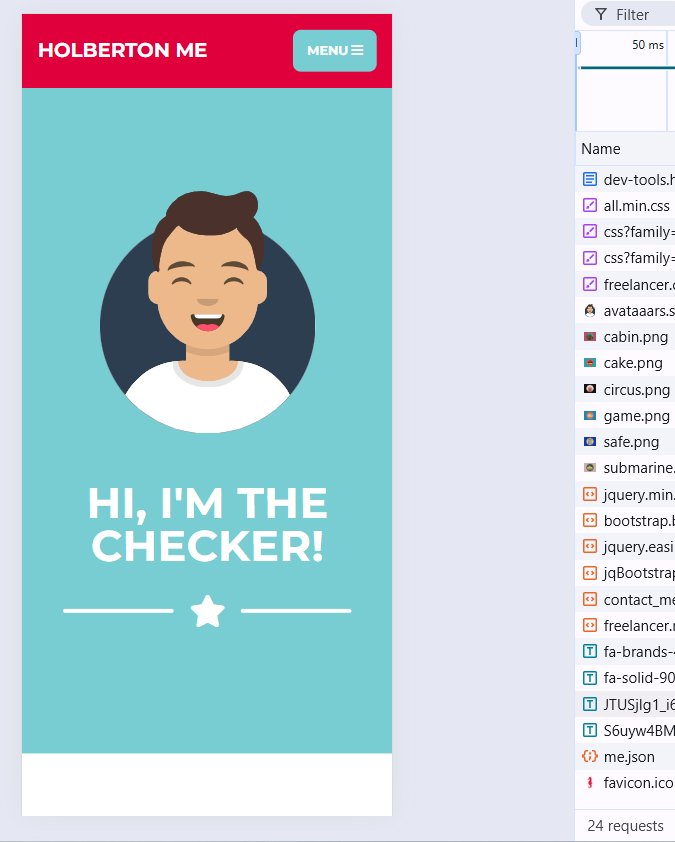 HOLBERTON ME
MENU
HI, I'M THE
CHECKER!
Filter
50 ms
Name
dev-tools.h
all.min.css
css?family=
css?family=
freelancer.c
avataaars.s
cabin.png
cake.png
circus.png
game.png
safe.png
submarine.
jquery.min.
bootstrap.b
jquery.easi
jqBootstrap
contact_me
freelancer.r
fa-brands-4
fa-solid-90
JTUSjIg1_i6
S6uyw4BM
me.json
favicon.ico
24 requests